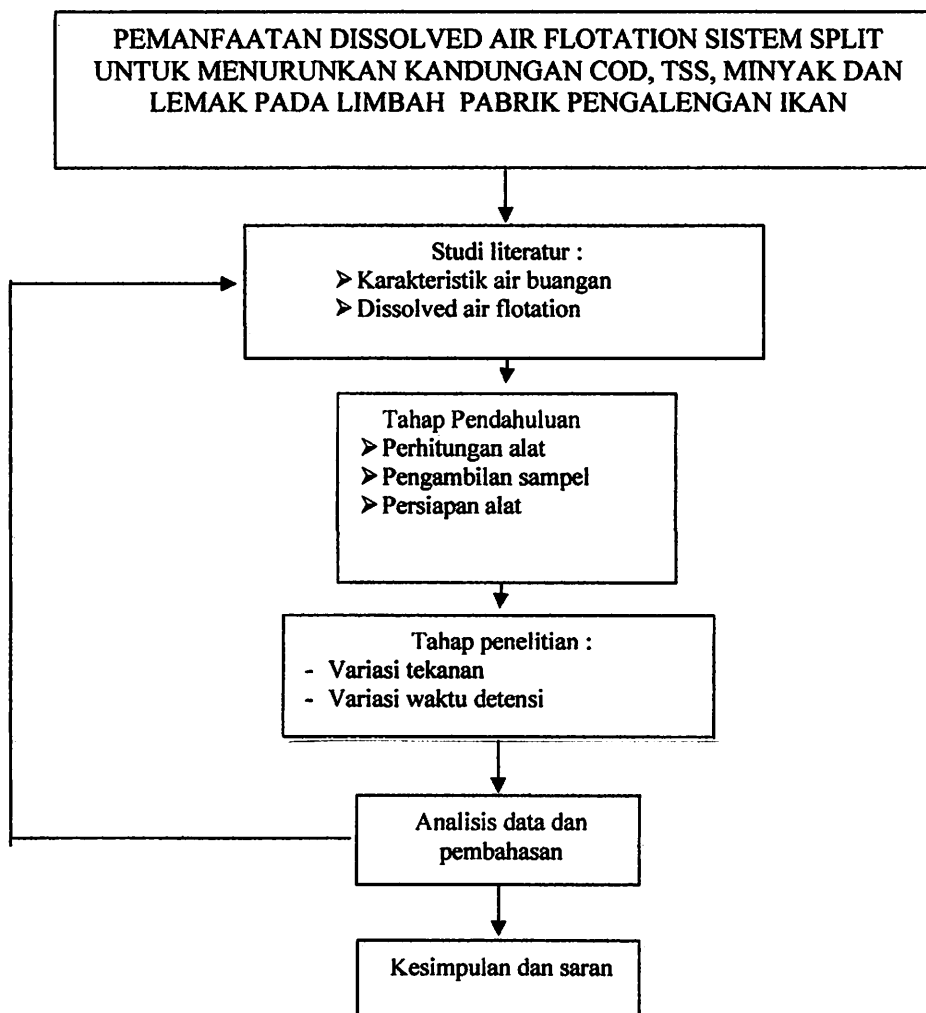 PEMANFAATAN DISSOLVED AIR FLOTATION SISTEM SPLIT
UNTUK MENURUNKAN KANDUNGAN COD, TSS, MINYAK DAN
LEMAK PADA LIMBAH PABRIK PENGALENGAN IKAN
Studi literatur :
➢ Karakteristik air buangan
➢ Dissolved air flotation
Tahap Pendahuluan
➢ Perhitungan alat
➢ Pengambilan sampel
➢ Persiapan alat
Tahap penelitian :
- Variasi tekanan
- Variasi waktu detensi
Analisis data dan
pembahasan
Kesimpulan dan saran